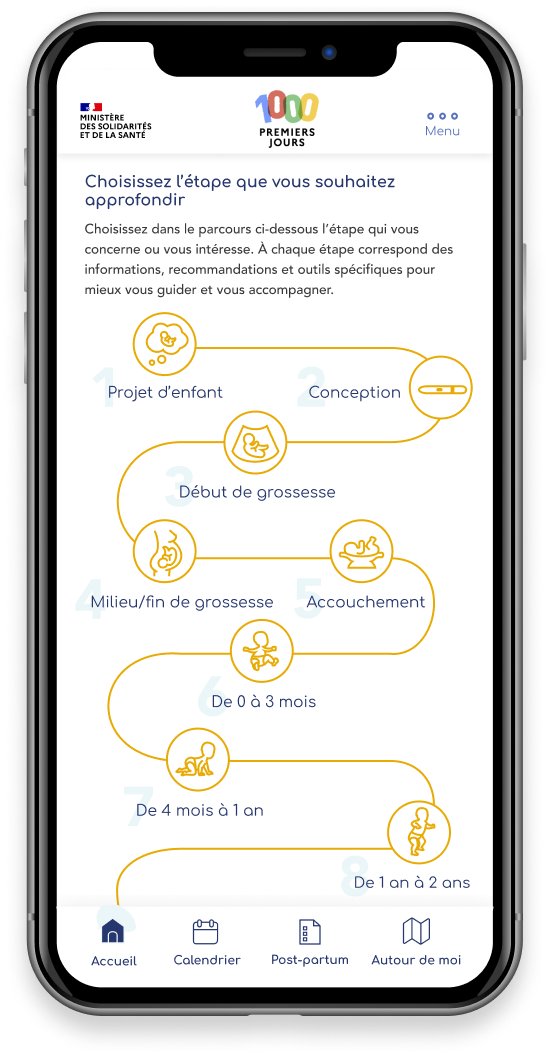 MINISTÈRE
DES SOLIDARITÉS
ET DE LA SANTÉ
1000
PREMIERS
JOURS
Menu
Choisissez l’étape que vous souhaitez
approfondir
Choisissez dans le parcours ci-dessous l’étape qui vous
concerne ou vous intéresse. À chaque étape correspond des
informations, recommandations et outils spécifiques pour
mieux vous guider et vous accompagner.
1
Projet d’enfant
2
Conception
3
Début de grossesse
4
Milieu/fin de grossesse
5
Accouchement
6
De 0 à 3 mois
7
De 4 mois à 1 an
8
De 1 an à 2 ans
Accueil
Calendrier
Post-partum
Autour de moi